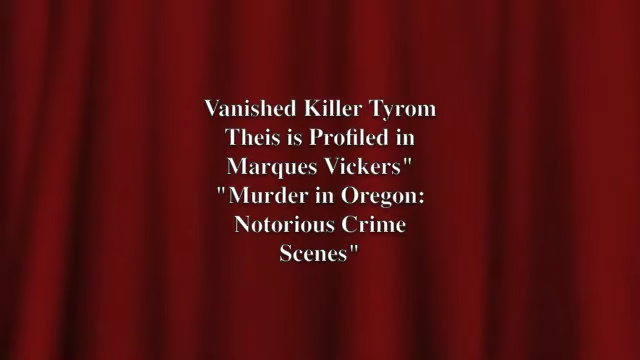 Vanished Killer Tyrom
Theis is Profiled in
Marques Vickers"
"Murder in Oregon:
Notorious Crime
Scenes"